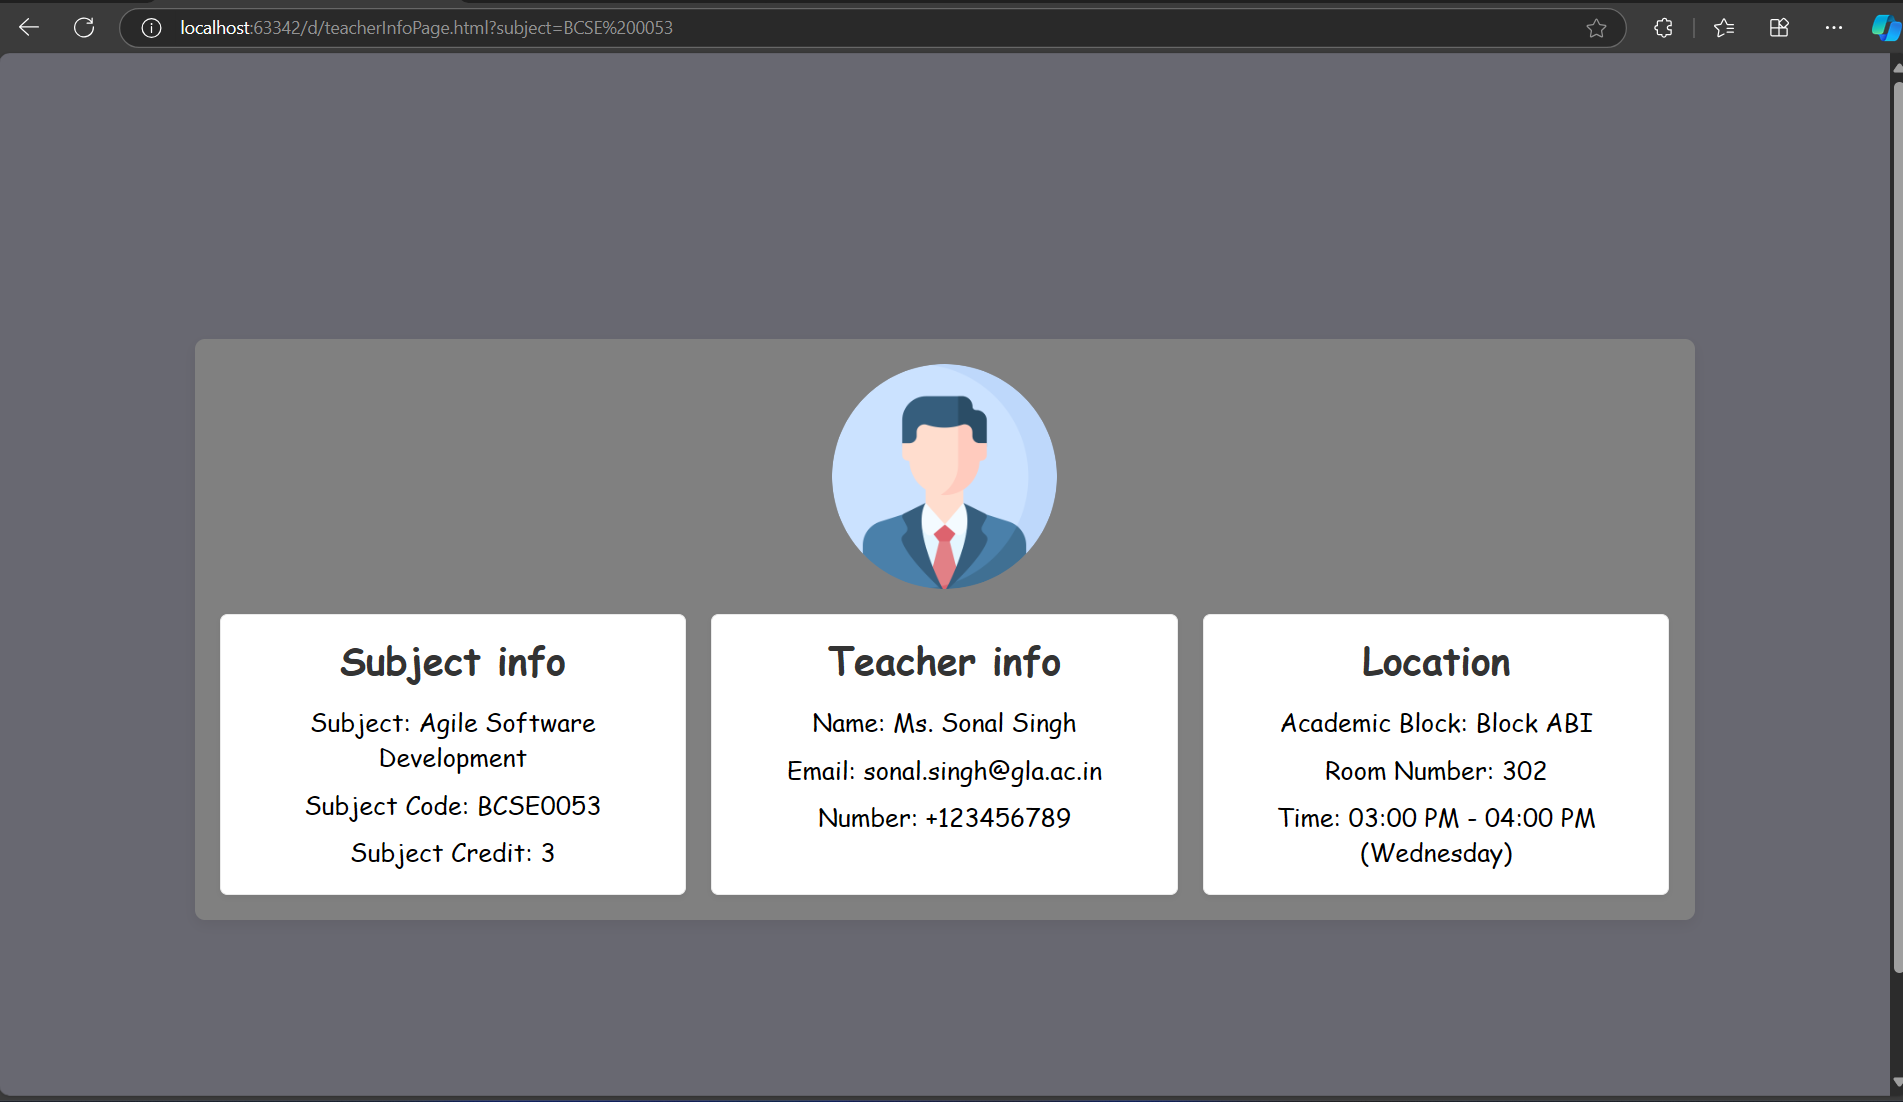 localhost:63342/d/teacherInfoPage.html?subject=BCSE%200053
Subject info
Subject: Agile Software
Development
Subject Code: BCSE0053
Subject Credit: 3
Teacher info
Name: Ms. Sonal Singh
Email: sonal.singh@gla.ac.in
Number: +123456789
Location
Academic Block: Block ABI
Room Number: 302
Time: 03:00 PM - 04:00 PM
(Wednesday)